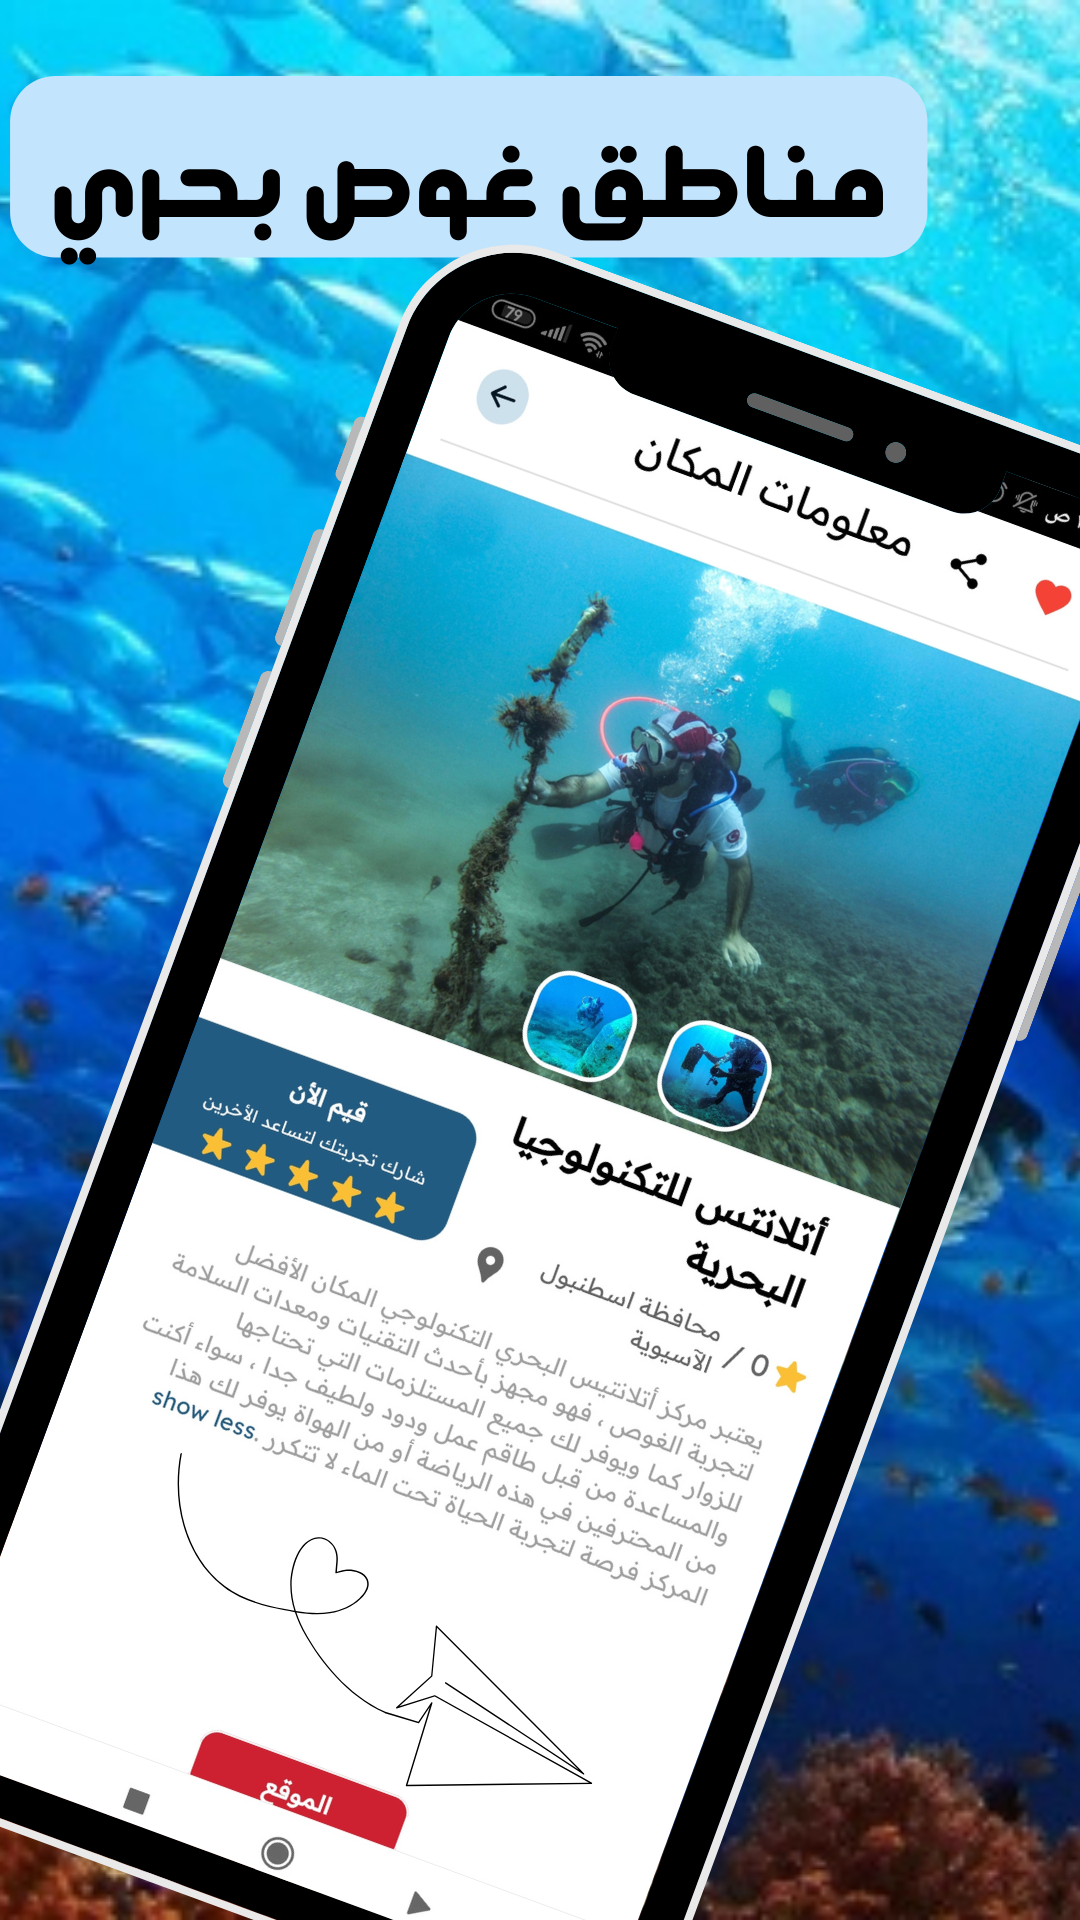 مناطق غوص بحري
79
ص
معلومات المكان
قيم الأن
شارك تجربتك لتساعد الأخرين
أتلانتس للتكنولوجيا
البحرية
محافظة اسطنبول
الآسيوية
/ 0
يعتبر مركز أتلانتيس البحري التكنولوجي المكان الأفضل
لتجربة الغوص ، فهو مجهز بأحدث التقنيات ومعدات السلامة
للزوار كما ويوفر لك جميع المستلزمات التي تحتاجها
والمساعدة من قبل طاقم عمل ودود ولطيف جدا ، سواء أكنت
من المحترفين في هذه الرياضة أو من الهواة يوفر لك هذا
المركز فرصة لتجربة الحياة تحت الماء لا تتكرر .show less
الموقع